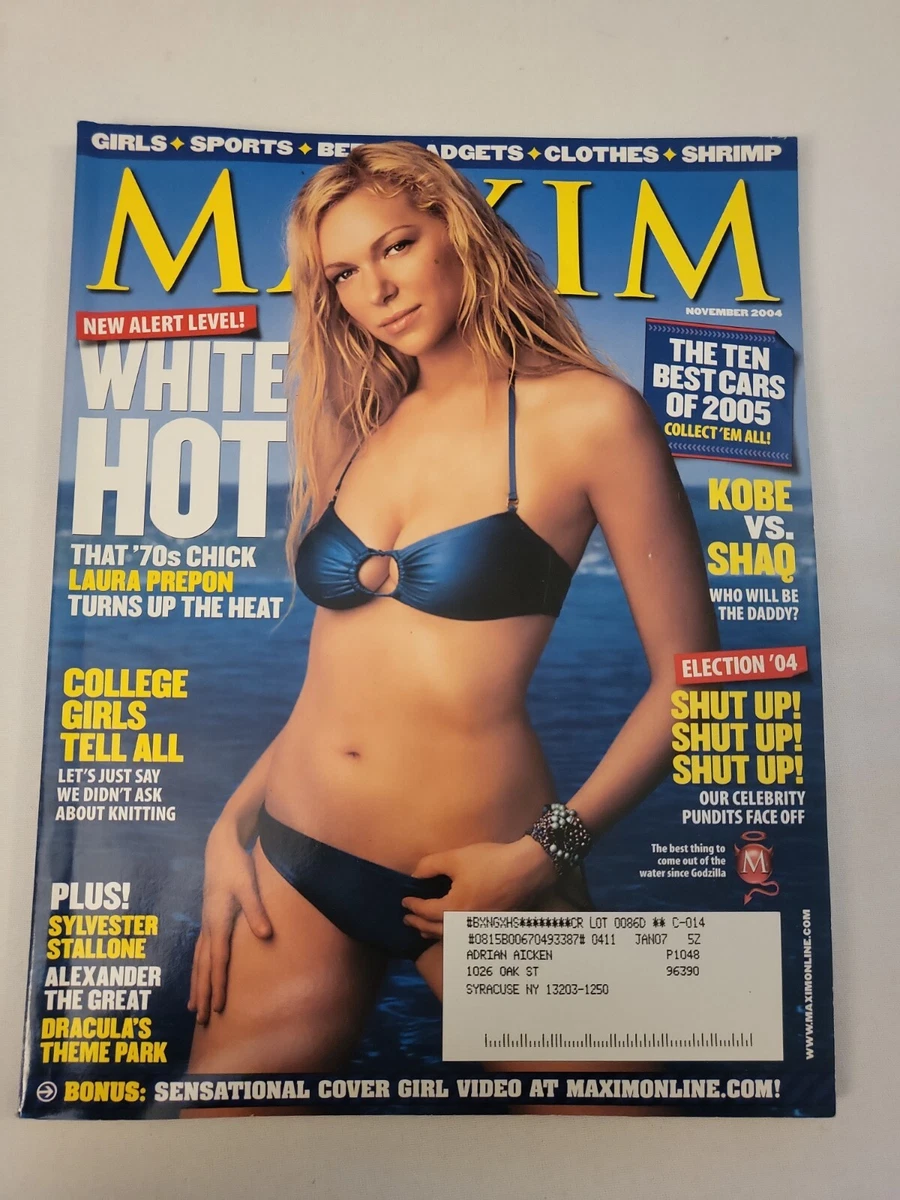 GIRLS ✦ SPORTS ✦ BE ADGETS ✦ CLOTHES ✦ SHRIMP
MAXIM
NOVEMBER 2004
NEW ALERT LEVEL!
WHITE
HOT
THAT '70s CHICK
LAURA PREPON
TURNS UP THE HEAT
COLLEGE
GIRLS
TELL ALL
LET'S JUST SAY
WE DIDN'T ASK
ABOUT KNITTING
PLUS!
SYLVESTER
STALLONE
ALEXANDER
THE GREAT
DRACULA'S
THEME PARK
THE TEN
BEST CARS
OF 2005
COLLECT 'EM ALL!
KOBE
VS.
SHAQ
WHO WILL BE
THE DADDY?
ELECTION '04
SHUT UP!
SHUT UP!
SHUT UP!
OUR CELEBRITY
PUNDITS FACE OFF
The best thing to
come out of the
water since Godzilla
M
#BXNGXHS********CR LOT 0086D ** C-014
#0815B00670493387# 0411 JAN07 5Z
ADRIAN AICKEN P1048
1026 OAK ST 96390
SYRACUSE NY 13203-1250
WWW.MAXIMONLINE.COM
BONUS: SENSATIONAL COVER GIRL VIDEO AT MAXIMONLINE.COM!